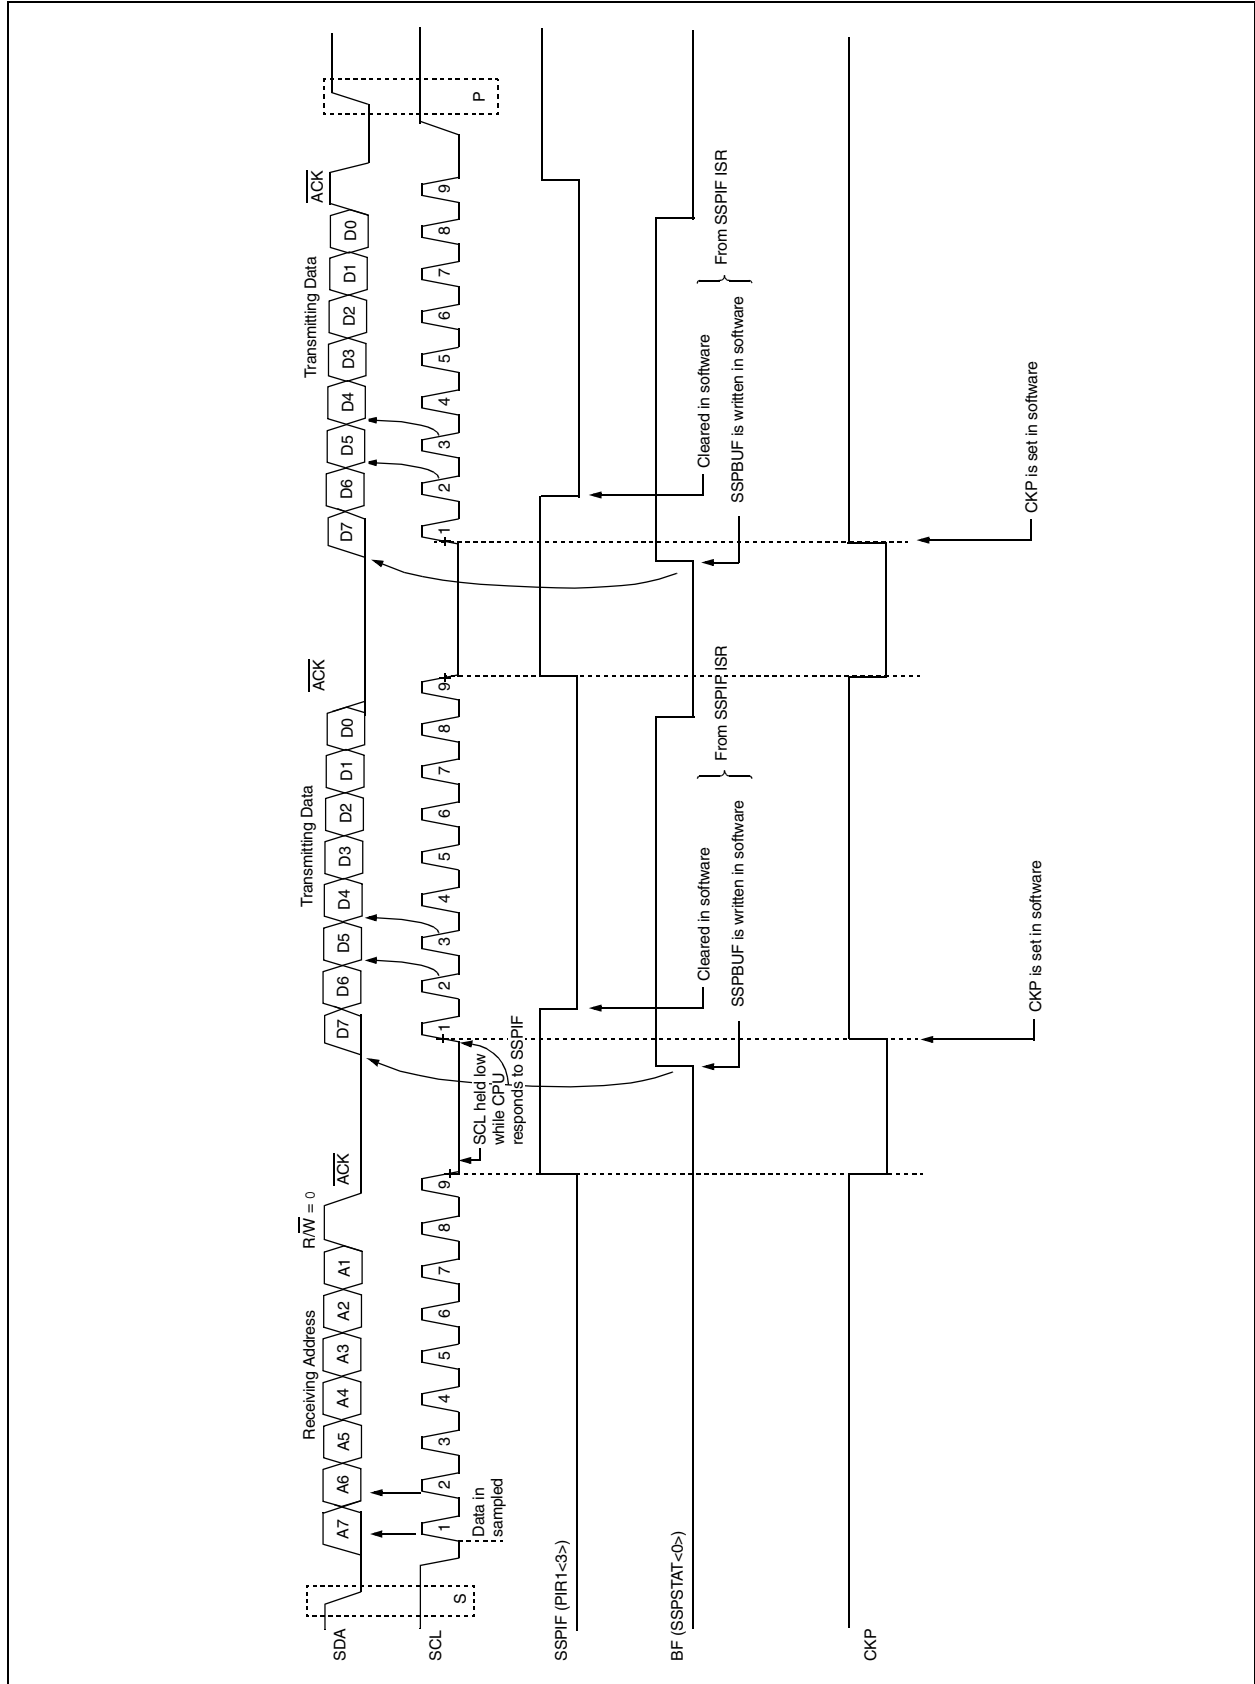 Receiving Address
R/W = 0
ACK
Transmitting Data
ACK
Transmitting Data
ACK
SDA
A7
A6
A5
A4
A3
A2
A1
D7
D6
D5
D4
D3
D2
D1
D0
D7
D6
D5
D4
D3
D2
D1
D0
SCL
1
2
3
4
5
6
7
8
9
1
2
3
4
5
6
7
8
9
1
2
3
4
5
6
7
8
9
S
P
Data in
sampled
SCL held low
while CPU
responds to SSPIF
SSPIF (PIR1<3>)
BF (SSPSTAT<0>)
Cleared in software
SSPBUF is written in software
From SSPIF ISR
Cleared in software
SSPBUF is written in software
From SSPIF ISR
CKP
CKP is set in software
CKP is set in software